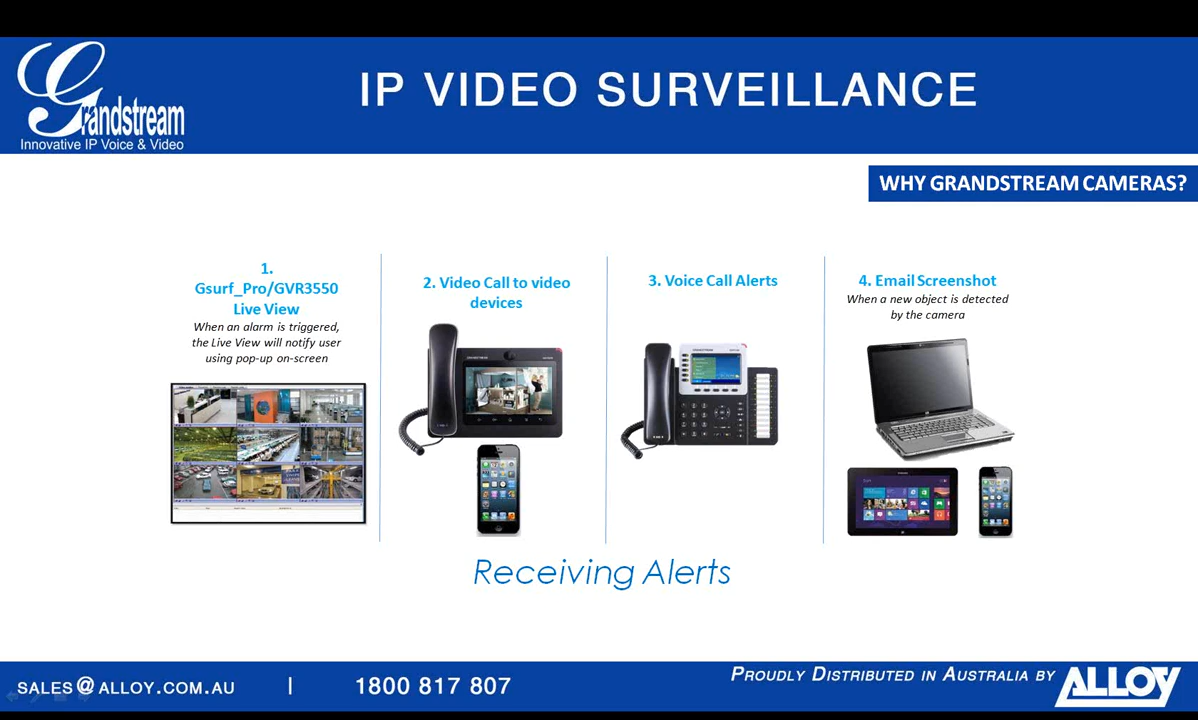 Grandstream
Innovative IP Voice & Video
IP VIDEO SURVEILLANCE
WHY GRANDSTREAM CAMERAS?
1.
Gsurf_Pro/GVR3550
Live View
When an alarm is triggered,
the Live View will notify user
using pop-up on-screen
2. Video Call to video
devices
3. Voice Call Alerts
4. Email Screenshot
When a new object is detected
by the camera
Receiving Alerts
SALES@ALLOY.COM.AU | 1800 817 807
PROUDLY DISTRIBUTED IN AUSTRALIA BY
ALLOY